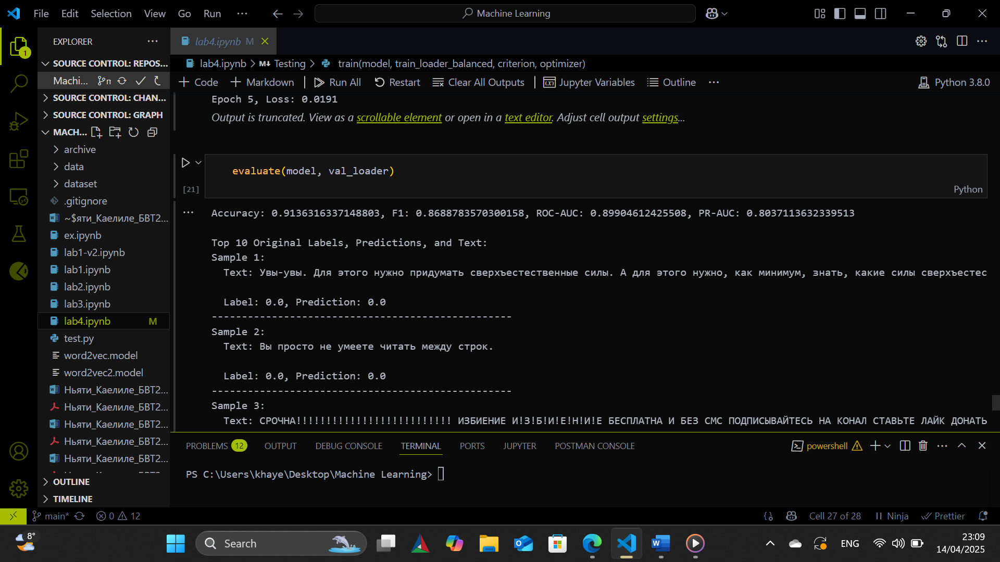 File Edit Selection View Go Run ···
Machine Learning
EXPLORER ···
SOURCE CONTROL: REPOS...
Machi...
SOURCE CONTROL: CHAN...
SOURCE CONTROL: GRAPH
MACH...
archive
data
dataset
.gitignore
~$яти_Каелиле_БВТ2...
ex.ipynb
lab1-v2.ipynb
lab1.ipynb
lab2.ipynb
lab3.ipynb
lab4.ipynb M
test.py
word2vec.model
word2vec2.model
Ньяти_Каелиле_БВТ2...
Ньяти_Каелиле_БВТ2...
Ньяти_Каелиле_БВТ2...
Ньяти_Каелиле_БВТ2...
Ньяти_Каелиле_БВТ2...
OUTLINE
TIMELINE
1
lab4.ipynb M
lab4.ipynb > M↓ Testing > train(model, train_loader_balanced, criterion, optimizer)
+ Code + Markdown | Run All Restart Clear All Outputs | Jupyter Variables Outline ··· Python 3.8.0
Epoch 5, Loss: 0.0191
Output is truncated. View as a scrollable element or open in a text editor. Adjust cell output settings...
evaluate(model, val_loader)
[21]
Python
Accuracy: 0.9136316337148803, F1: 0.8688783570300158, ROC-AUC: 0.89904612425508, PR-AUC: 0.8037113632339513
Top 10 Original Labels, Predictions, and Text:
Sample 1:
Text: Увы-увы. Для этого нужно придумать сверхъестественные силы. А для этого нужно, как минимум, знать, какие силы сверхъестес
Label: 0.0, Prediction: 0.0
--------------------------------------------------
Sample 2:
Text: Вы просто не умеете читать между строк.
Label: 0.0, Prediction: 0.0
--------------------------------------------------
Sample 3:
Text: СРОЧНА!!!!!!!!!!!!!!!!!!!!!!!!!! ИЗБИЕНИЕ И!З!Б!И!Е!Н!И!Е БЕСПЛАТНА И БЕЗ СМС ПОДПИСЫВАЙТЕСЬ НА КОНАЛ СТАВЬТЕ ЛАЙК ДОНАТЬ
PROBLEMS 12 OUTPUT DEBUG CONSOLE TERMINAL PORTS JUPYTER POSTMAN CONSOLE
powershell
PS C:\Users\khaye\Desktop\Machine Learning>
main* 0 12
Cell 27 of 28 Ninja Prettier
8°
Search
ENG
23:09
14/04/2025